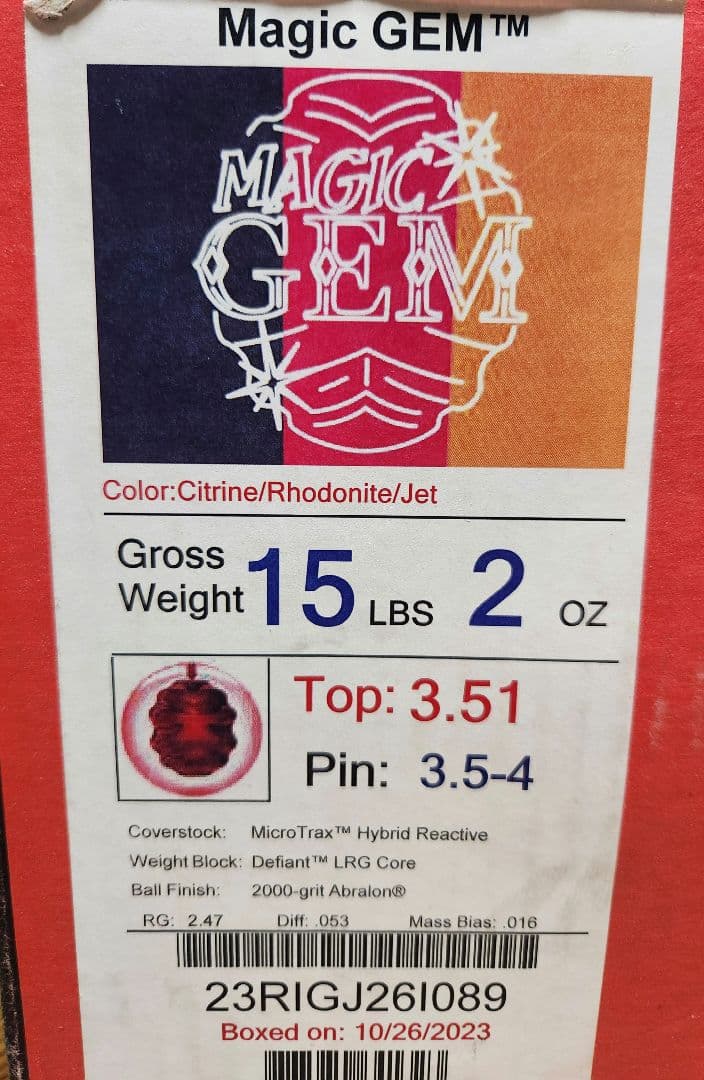 Magic GEM™
MAGIC
GEM
Color:Citrine/Rhodonite/Jet
Gross Weight 15 LBS 2 OZ
Top: 3.51
Pin: 3.5-4
Coverstock: MicroTrax™ Hybrid Reactive
Weight Block: Defiant™ LRG Core
Ball Finish: 2000-grit Abralon®
RG: 2.47 Diff: .053 Mass Bias: .016
23RIGJ26I089
Boxed on: 10/26/2023